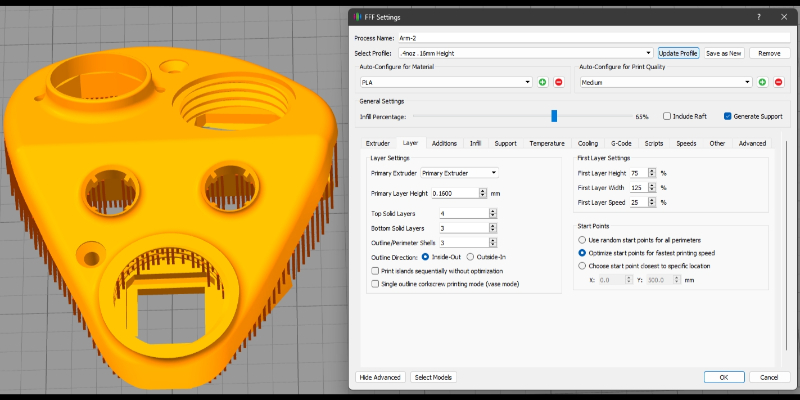 FFF Settings
Process Name: Arm-2
Select Profile: .4noz .16mm Height Update Profile Save as New Remove
Auto-Configure for Material
PLA
Auto-Configure for Print Quality
Medium
General Settings
Infill Percentage: 65% Include Raft Generate Support
Extruder Layer Additions Infill Support Temperature Cooling G-Code Scripts Speeds Other Advanced
Layer Settings
Primary Extruder Primary Extruder
Primary Layer Height 0.1600 mm
Top Solid Layers 4
Bottom Solid Layers 3
Outline/Perimeter Shells 3
Outline Direction: Inside-Out Outside-In
Print islands sequentially without optimization
Single outline corkscrew printing mode (vase mode)
First Layer Settings
First Layer Height 75 %
First Layer Width 125 %
First Layer Speed 25 %
Start Points
Use random start points for all perimeters
Optimize start points for fastest printing speed
Choose start point closest to specific location
X: 0.0 Y: 300.0 mm
Hide Advanced Select Models OK Cancel